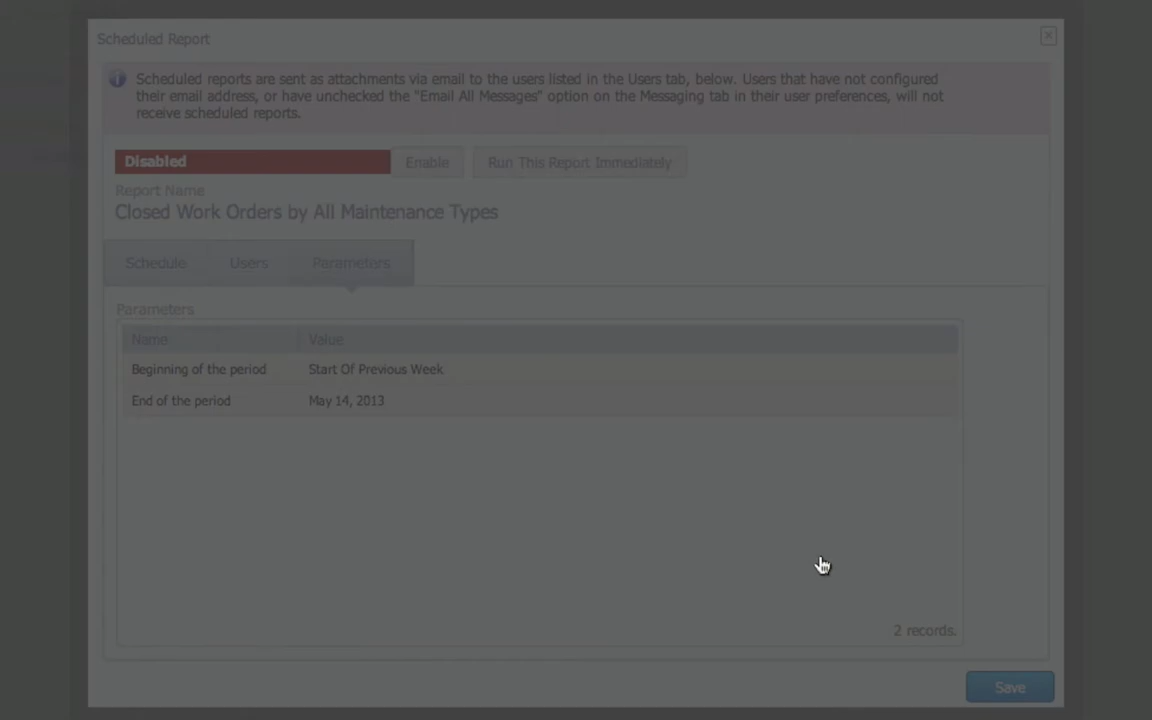 Scheduled Report
Scheduled reports are sent as attachments via email to the users listed in the Users tab, below. Users that have not configured
their email address, or have unchecked the "Email All Messages" option on the Messaging tab in their user preferences, will not
receive scheduled reports.
Disabled Enable Run This Report Immediately
Report Name
Closed Work Orders by All Maintenance Types
Schedule Users Parameters
Parameters
Name Value
Beginning of the period Start Of Previous Week
End of the period May 14, 2013
2 records.
Save